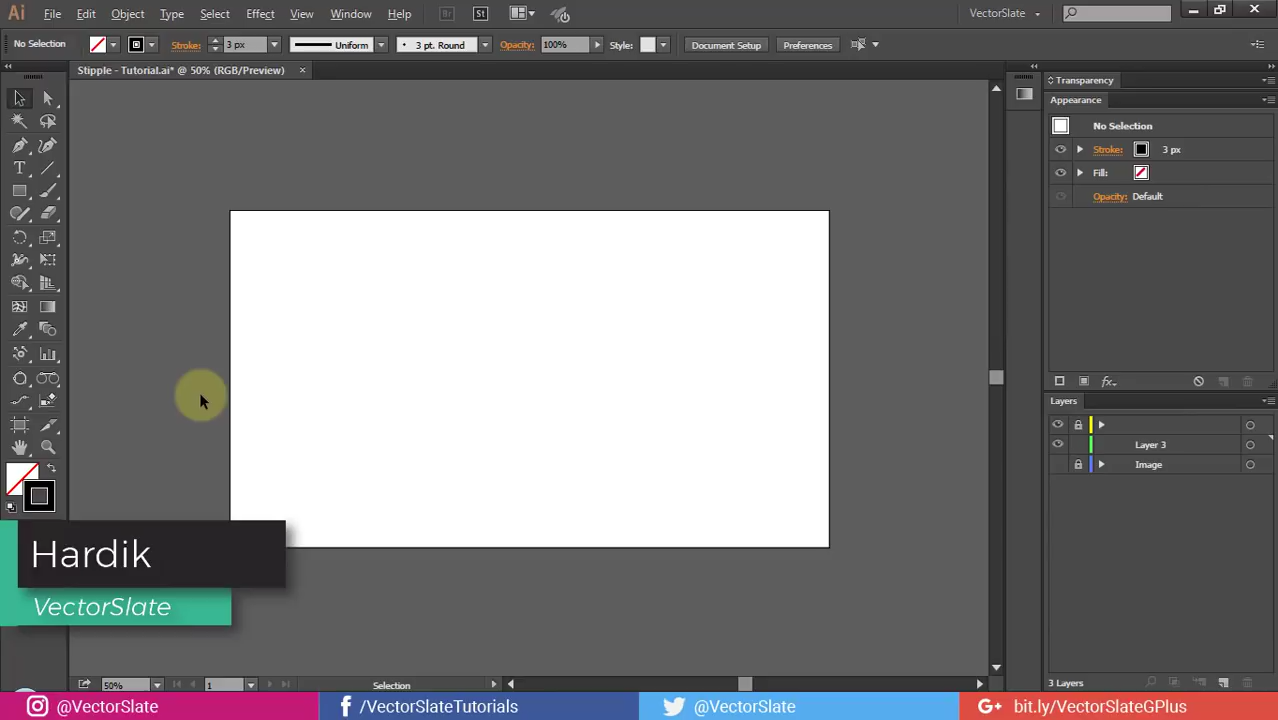 Ai File Edit Object Type Select Effect View Window Help Br St VectorSlate
No Selection Stroke: 3 px Uniform 3 pt. Round Opacity: 100% Style: Document Setup Preferences
Stipple - Tutorial.ai* @ 50% (RGB/Preview)
Transparency
Appearance
No Selection
Stroke: 3 px
Fill:
Opacity: Default
fx
Layers
Layer 3
Image
Hardik
VectorSlate
3 Layers
50% 1 Selection
@VectorSlate /VectorSlateTutorials @VectorSlate G+ bit.ly/VectorSlateGPlus